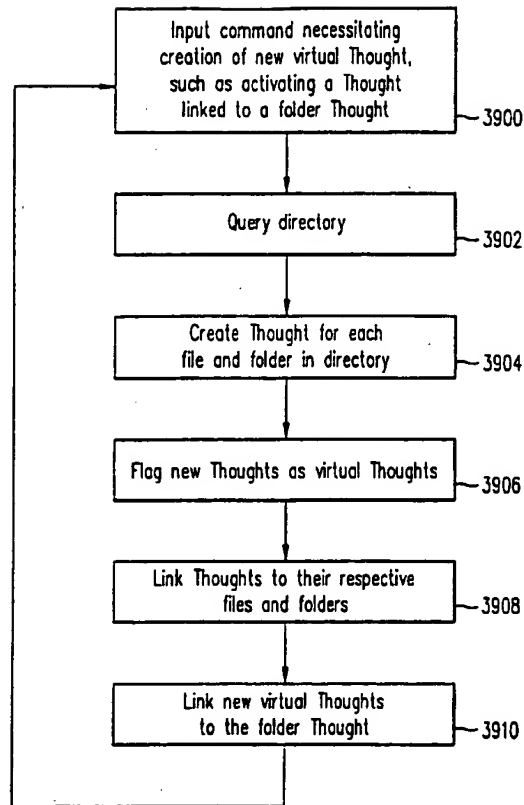 Input command necessitating
creation of new virtual Thought,
such as activating a Thought
linked to a folder Thought
3900
Query directory
3902
Create Thought for each
file and folder in directory
3904
Flag new Thoughts as virtual Thoughts
3906
Link Thoughts to their respective
files and folders
3908
Link new virtual Thoughts
to the folder Thought
3910